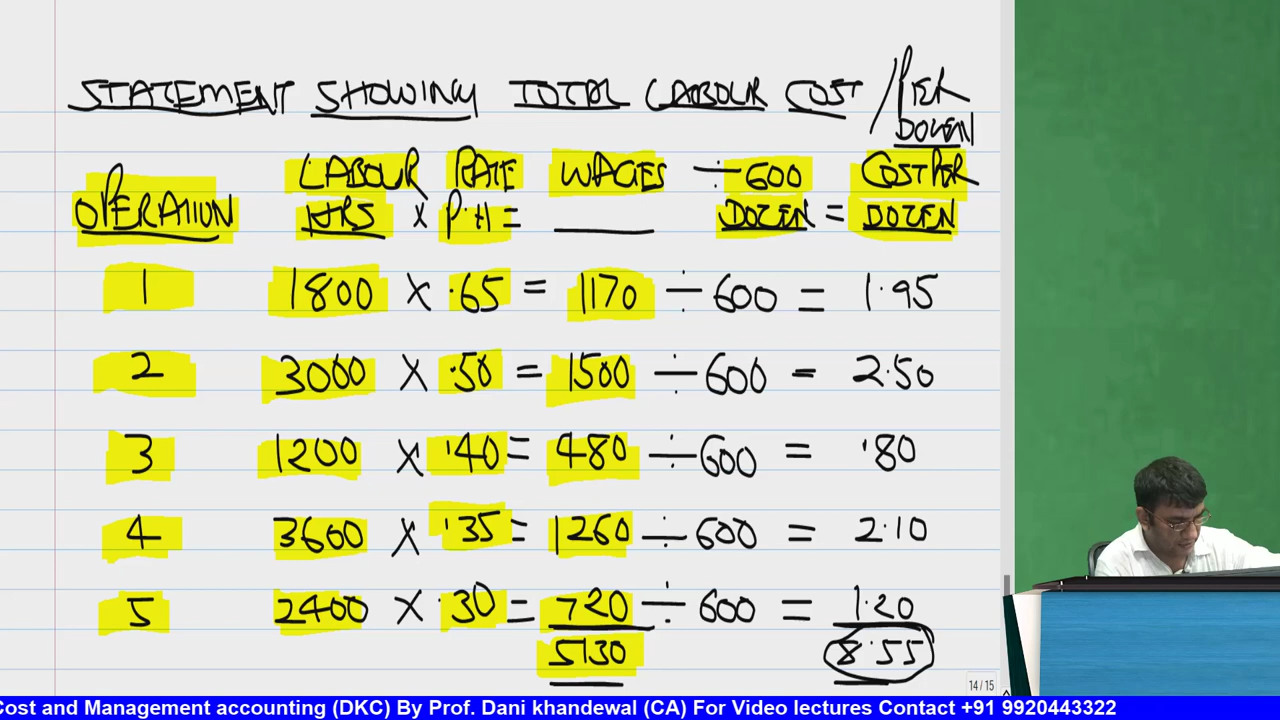 STATEMENT SHOWING TOTAL LABOUR COST / PER DOZEN
OPERATION LABOUR HRS × RATE P.H = WAGES ÷ 600 DOZEN = COST PER DOZEN
1 1800 × .65 = 1170 ÷ 600 = 1.95
2 3000 × .50 = 1500 ÷ 600 = 2.50
3 1200 × .40 = 480 ÷ 600 = .80
4 3600 × .35 = 1260 ÷ 600 = 2.10
5 2400 × .30 = 720 ÷ 600 = 1.20
5130 8.55
14/15
Cost and Management accounting (DKC) By Prof. Dani khandewal (CA) For Video lectures Contact +91 9920443322